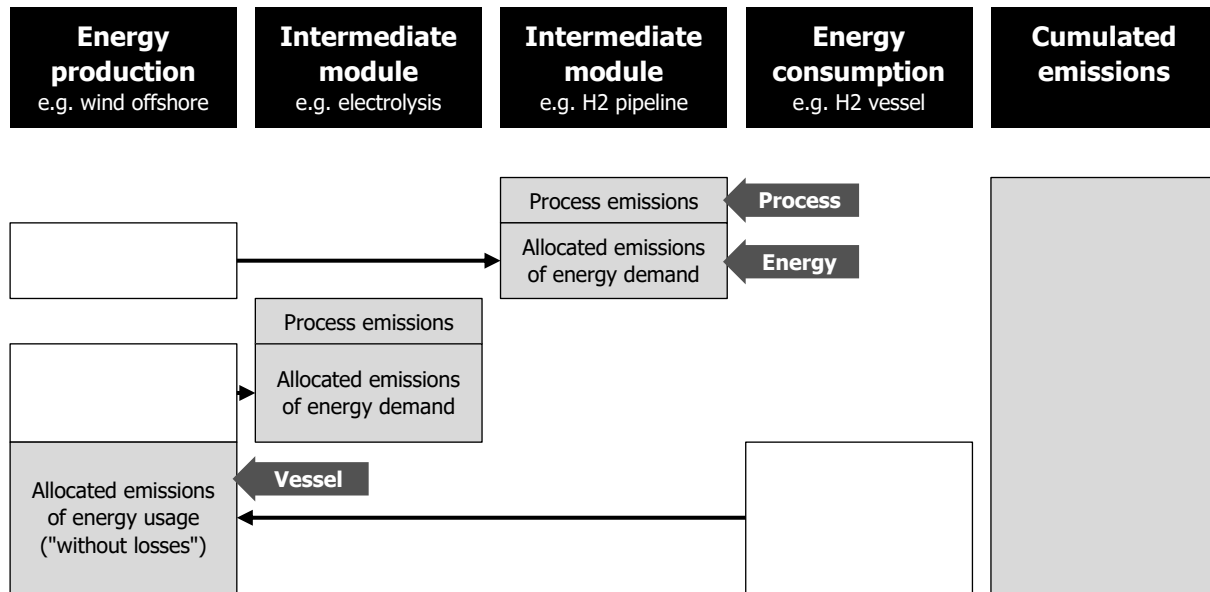 Energy
production
e.g. wind offshore
Intermediate
module
e.g. electrolysis
Intermediate
module
e.g. H2 pipeline
Energy
consumption
e.g. H2 vessel
Cumulated
emissions
Process emissions
Process
Allocated emissions
of energy demand
Energy
Process emissions
Allocated emissions
of energy demand
Vessel
Allocated emissions
of energy usage
("without losses")